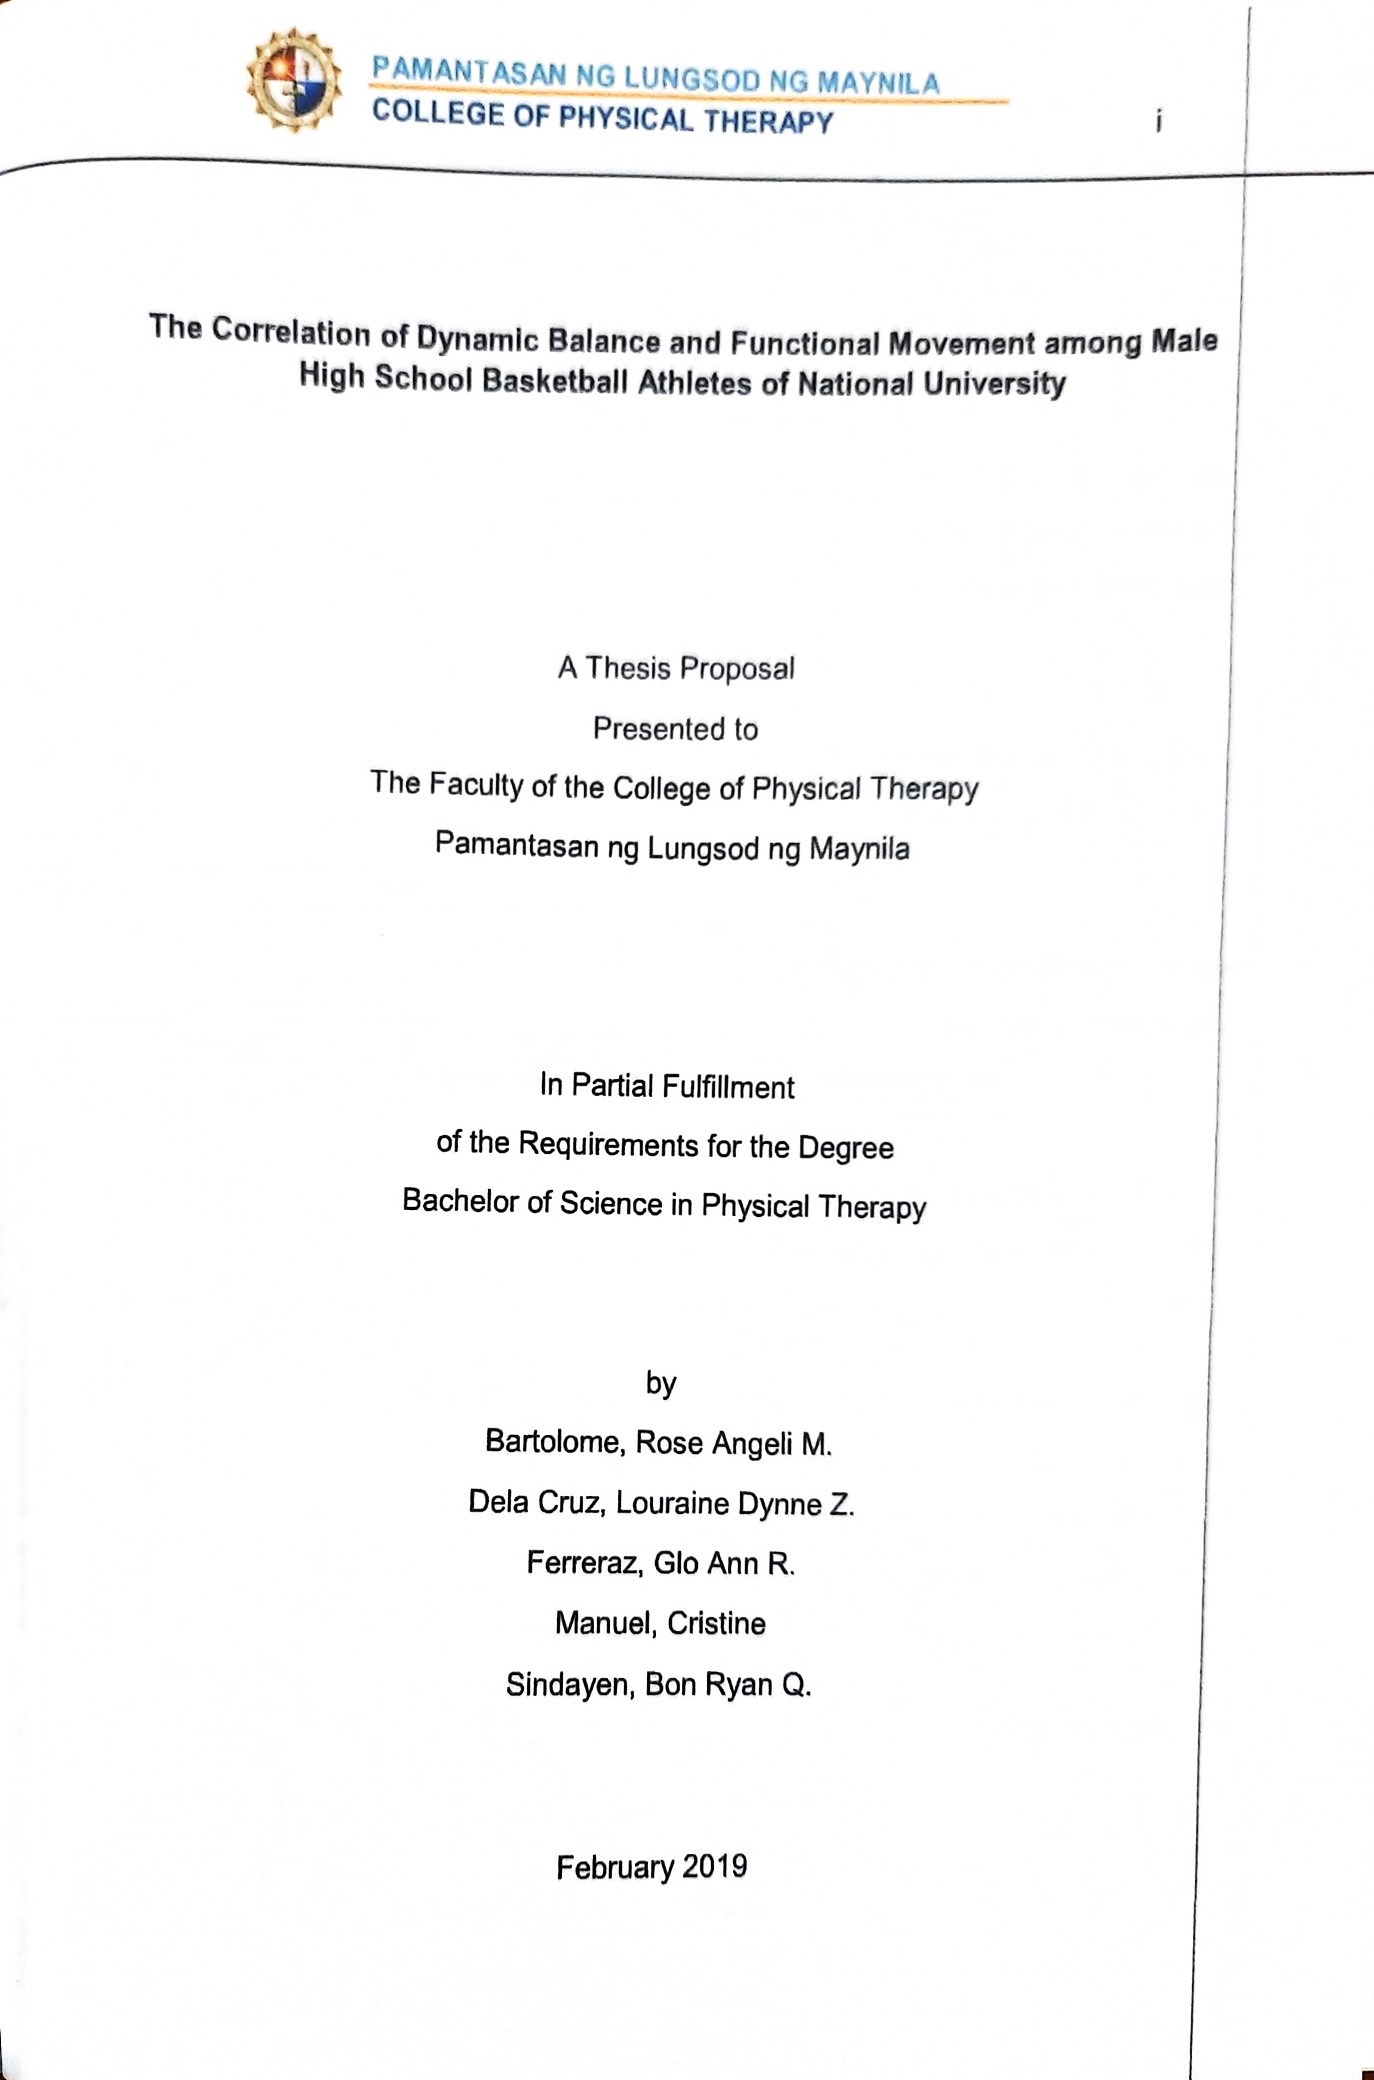 PAMANTASAN NG LUNGSOD NG MAYNILA
COLLEGE OF PHYSICAL THERAPY
i
The Correlation of Dynamic Balance and Functional Movement among Male
High School Basketball Athletes of National University
A Thesis Proposal
Presented to
The Faculty of the College of Physical Therapy
Pamantasan ng Lungsod ng Maynila
In Partial Fulfillment
of the Requirements for the Degree
Bachelor of Science in Physical Therapy
by
Bartolome, Rose Angeli M.
Dela Cruz, Louraine Dynne Z.
Ferreraz, Glo Ann R.
Manuel, Cristine
Sindayen, Bon Ryan Q.
February 2019